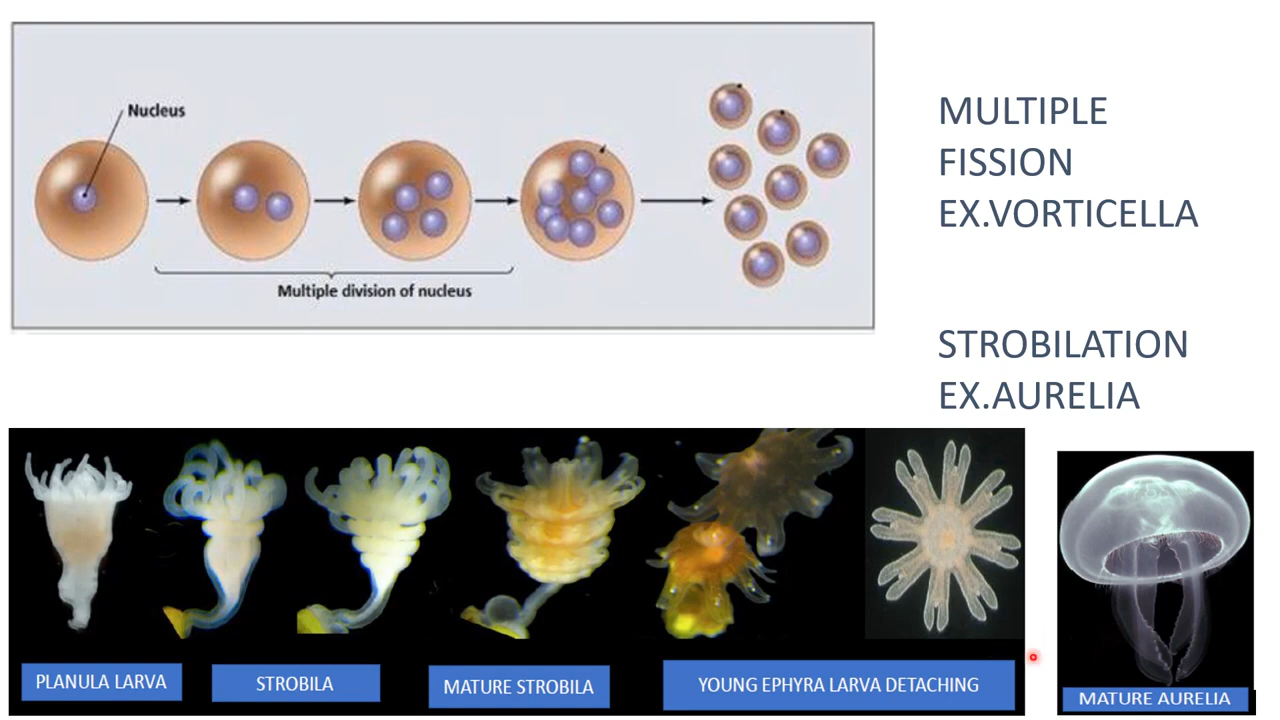 Nucleus
Multiple division of nucleus
MULTIPLE
FISSION
EX.VORTICELLA
STROBILATION
EX.AURELIA
PLANULA LARVA
STROBILA
MATURE STROBILA
YOUNG EPHYRA LARVA DETACHING
MATURE AURELIA